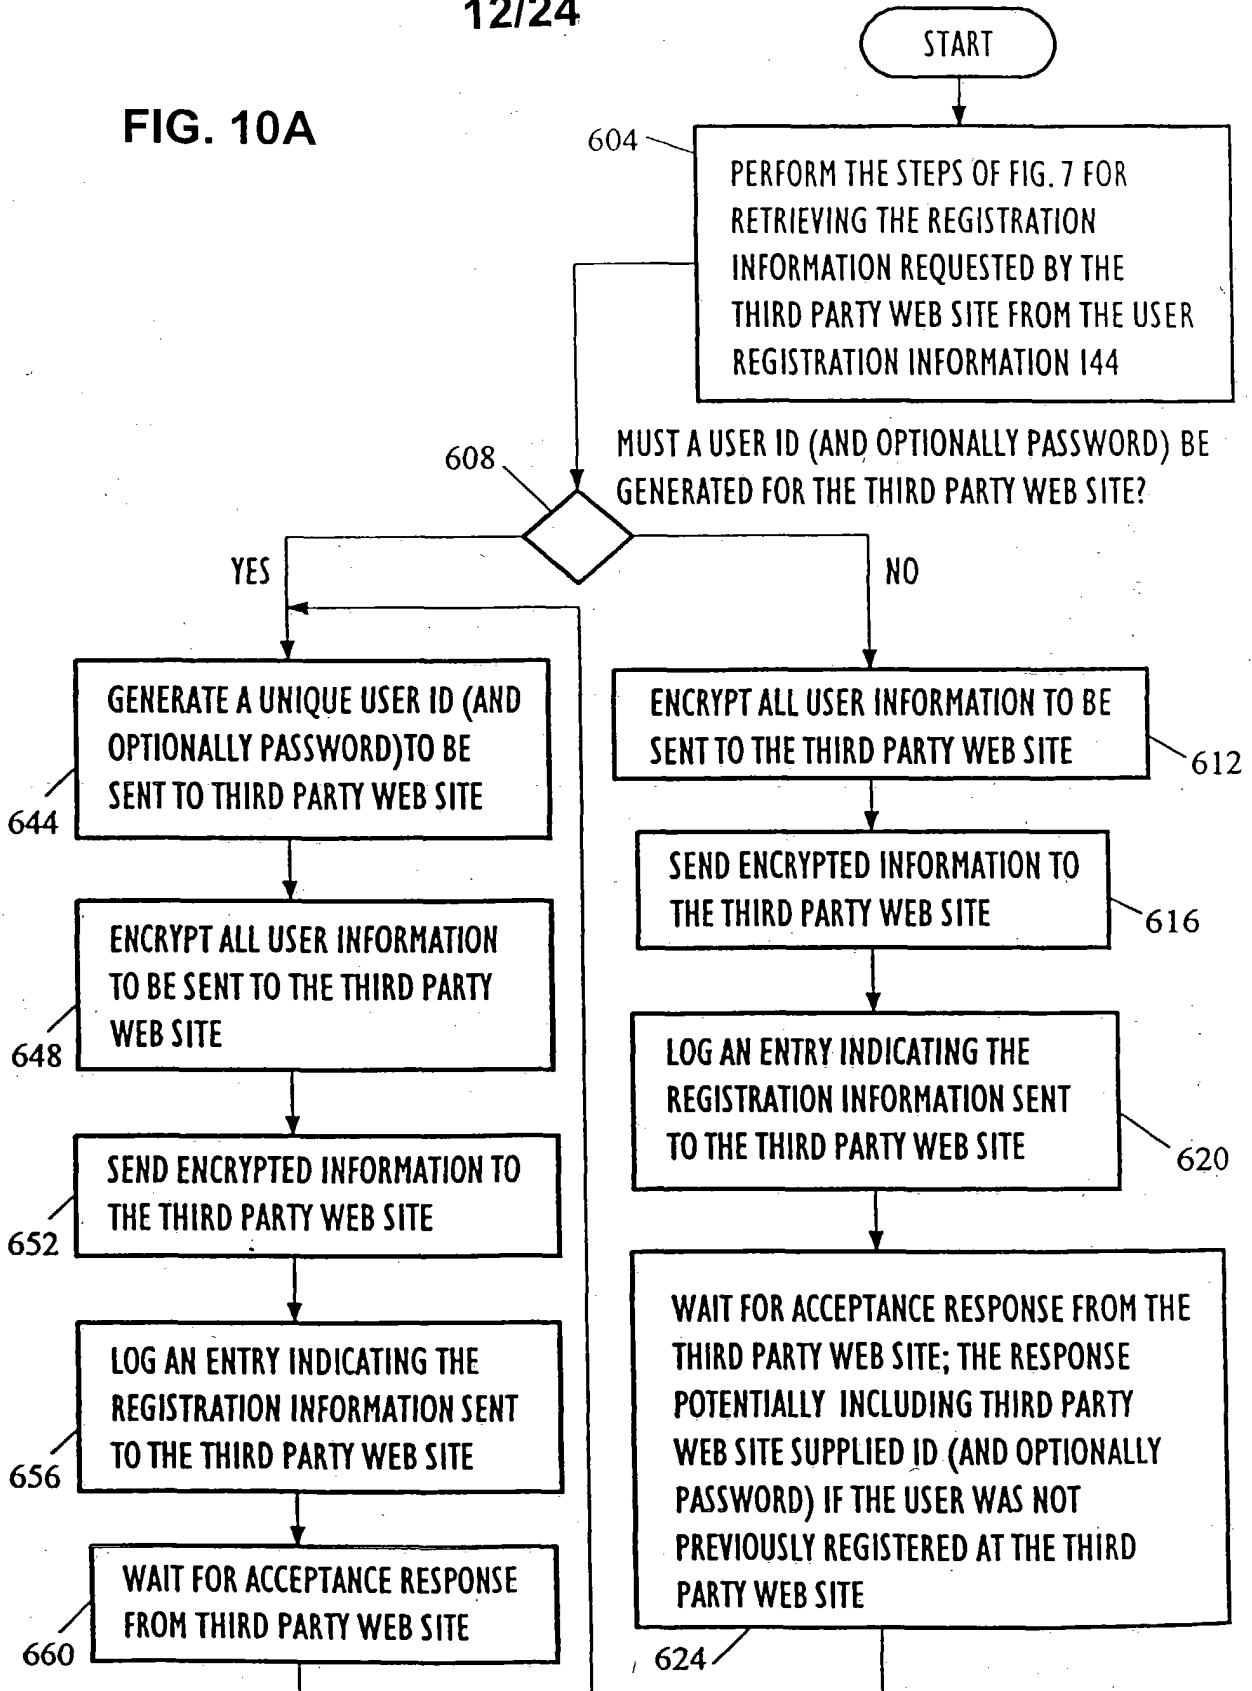 12/24
FIG. 10A
START
604
PERFORM THE STEPS OF FIG. 7 FOR
RETRIEVING THE REGISTRATION
INFORMATION REQUESTED BY THE
THIRD PARTY WEB SITE FROM THE USER
REGISTRATION INFORMATION 144
608
MUST A USER ID (AND OPTIONALLY PASSWORD) BE
GENERATED FOR THE THIRD PARTY WEB SITE?
YES
NO
GENERATE A UNIQUE USER ID (AND
OPTIONALLY PASSWORD)TO BE
SENT TO THIRD PARTY WEB SITE
644
ENCRYPT ALL USER INFORMATION
TO BE SENT TO THE THIRD PARTY
WEB SITE
648
SEND ENCRYPTED INFORMATION TO
THE THIRD PARTY WEB SITE
652
LOG AN ENTRY INDICATING THE
REGISTRATION INFORMATION SENT
TO THE THIRD PARTY WEB SITE
656
WAIT FOR ACCEPTANCE RESPONSE
FROM THIRD PARTY WEB SITE
660
ENCRYPT ALL USER INFORMATION TO BE
SENT TO THE THIRD PARTY WEB SITE
612
SEND ENCRYPTED INFORMATION TO
THE THIRD PARTY WEB SITE
616
LOG AN ENTRY INDICATING THE
REGISTRATION INFORMATION SENT
TO THE THIRD PARTY WEB SITE
620
WAIT FOR ACCEPTANCE RESPONSE FROM THE
THIRD PARTY WEB SITE; THE RESPONSE
POTENTIALLY INCLUDING THIRD PARTY
WEB SITE SUPPLIED ID (AND OPTIONALLY
PASSWORD) IF THE USER WAS NOT
PREVIOUSLY REGISTERED AT THE THIRD
PARTY WEB SITE
624